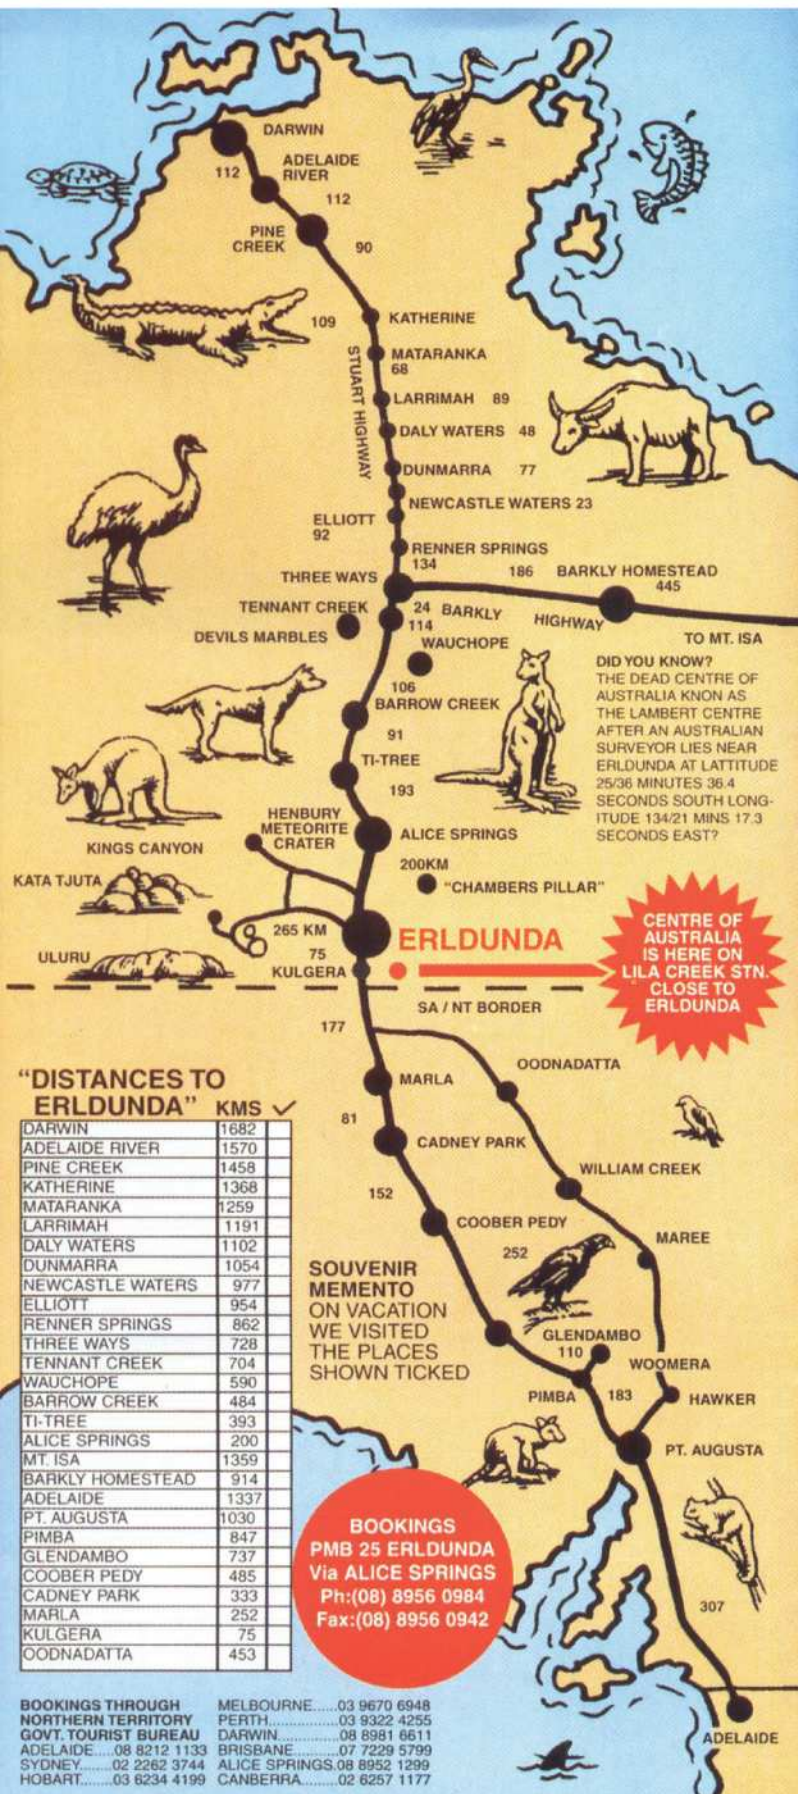 DARWIN
112
ADELAIDE
RIVER
112
PINE
CREEK
90
109
KATHERINE
STUART HIGHWAY
MATARANKA
68
LARRIMAH 89
DALY WATERS 48
DUNMARRA 77
NEWCASTLE WATERS 23
ELLIOTT
92
RENNER SPRINGS
134
THREE WAYS
186
BARKLY HOMESTEAD
445
TENNANT CREEK
24 BARKLY
HIGHWAY
114
DEVILS MARBLES
WAUCHOPE
TO MT. ISA
106
BARROW CREEK
91
TI-TREE
193
DID YOU KNOW?
THE DEAD CENTRE OF
AUSTRALIA KNON AS
THE LAMBERT CENTRE
AFTER AN AUSTRALIAN
SURVEYOR LIES NEAR
ERLDUNDA AT LATTITUDE
25/36 MINUTES 36.4
SECONDS SOUTH LONG-
ITUDE 134/21 MINS 17.3
SECONDS EAST?
HENBURY
METEORITE
CRATER
ALICE SPRINGS
KINGS CANYON
200KM
KATA TJUTA
"CHAMBERS PILLAR"
265 KM
ERLDUNDA
ULURU
75
KULGERA
CENTRE OF
AUSTRALIA
IS HERE ON
LILA CREEK STN.
CLOSE TO
ERLDUNDA
SA / NT BORDER
177
OODNADATTA
MARLA
81
CADNEY PARK
WILLIAM CREEK
152
COOBER PEDY
MAREE
252
GLENDAMBO
110
WOOMERA
PIMBA
183
HAWKER
PT. AUGUSTA
307
ADELAIDE
"DISTANCES TO
ERLDUNDA" KMS ✓
DARWIN 1682
ADELAIDE RIVER 1570
PINE CREEK 1458
KATHERINE 1368
MATARANKA 1259
LARRIMAH 1191
DALY WATERS 1102
DUNMARRA 1054
NEWCASTLE WATERS 977
ELLIOTT 954
RENNER SPRINGS 862
THREE WAYS 728
TENNANT CREEK 704
WAUCHOPE 590
BARROW CREEK 484
TI-TREE 393
ALICE SPRINGS 200
MT. ISA 1359
BARKLY HOMESTEAD 914
ADELAIDE 1337
PT. AUGUSTA 1030
PIMBA 847
GLENDAMBO 737
COOBER PEDY 485
CADNEY PARK 333
MARLA 252
KULGERA 75
OODNADATTA 453
SOUVENIR
MEMENTO
ON VACATION
WE VISITED
THE PLACES
SHOWN TICKED
BOOKINGS
PMB 25 ERLDUNDA
Via ALICE SPRINGS
Ph:(08) 8956 0984
Fax:(08) 8956 0942
BOOKINGS THROUGH
NORTHERN TERRITORY
GOVT. TOURIST BUREAU
ADELAIDE....08 8212 1133
SYDNEY.......02 2262 3744
HOBART.......03 6234 4199
MELBOURNE......03 9670 6948
PERTH.................03 9322 4255
DARWIN...............08 8981 6611
BRISBANE...........07 7229 5799
ALICE SPRINGS.08 8952 1299
CANBERRA.........02 6257 1177